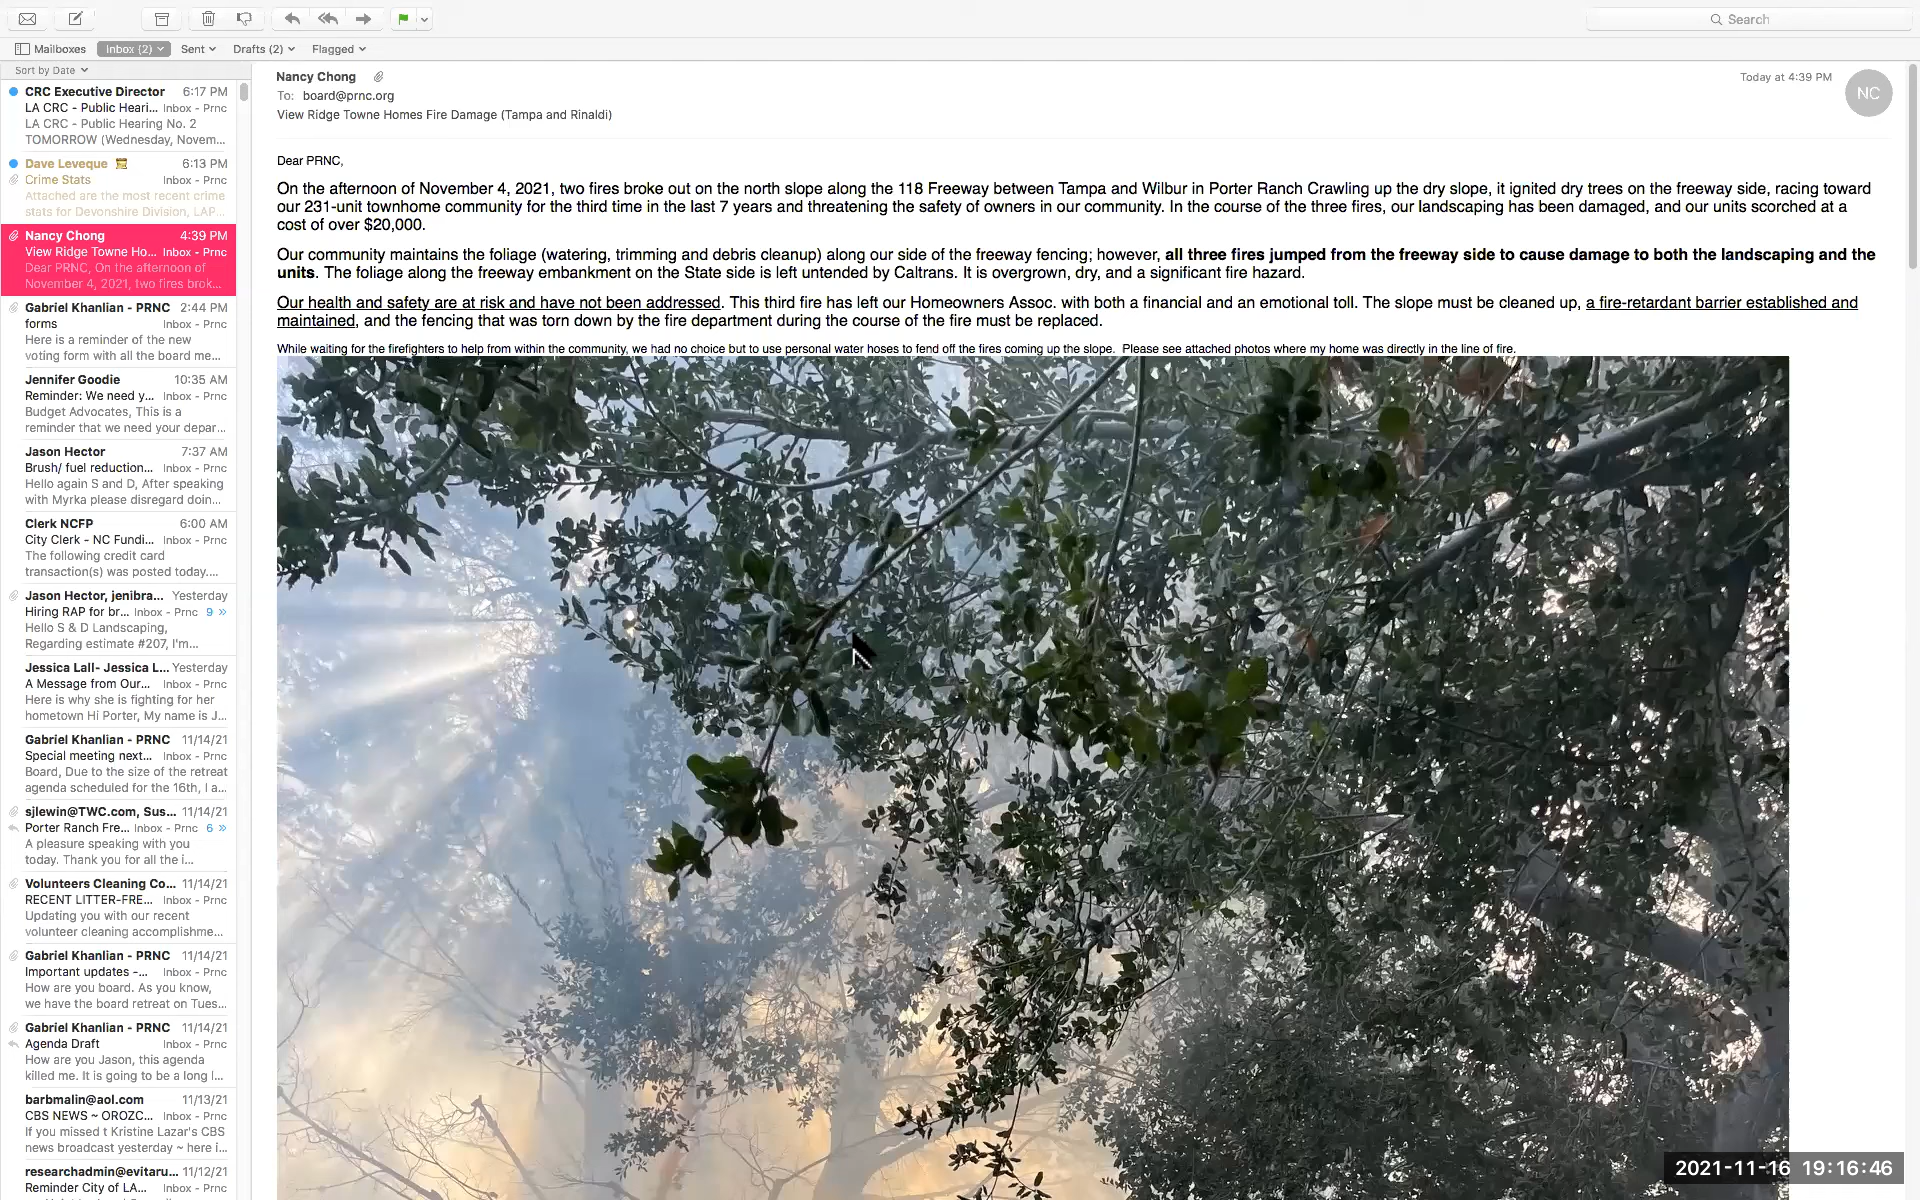 Search
Mailboxes Inbox (2) Sent Drafts (2) Flagged
Sort by Date
CRC Executive Director 6:17 PM
LA CRC - Public Heari... Inbox - Prnc
LA CRC - Public Hearing No. 2
TOMORROW (Wednesday, Novem...
Dave Leveque 6:13 PM
Crime Stats Inbox - Prnc
Attached are the most recent crime
stats for Devonshire Division, LAP...
Nancy Chong 4:39 PM
View Ridge Towne Ho... Inbox - Prnc
Dear PRNC, On the afternoon of
November 4, 2021, two fires brok...
Gabriel Khanlian - PRNC 2:44 PM
forms Inbox - Prnc
Here is a reminder of the new
voting form with all the board me...
Jennifer Goodie 10:35 AM
Reminder: We need y... Inbox - Prnc
Budget Advocates, This is a
reminder that we need your depar...
Jason Hector 7:37 AM
Brush/ fuel reduction... Inbox - Prnc
Hello again S and D, After speaking
with Myrka please disregard doin...
Clerk NCFP 6:00 AM
City Clerk - NC Fundi... Inbox - Prnc
The following credit card
transaction(s) was posted today....
Jason Hector, jenibra... Yesterday
Hiring RAP for br... Inbox - Prnc 9 »
Hello S & D Landscaping,
Regarding estimate #207, I'm...
Jessica Lall- Jessica L... Yesterday
A Message from Our... Inbox - Prnc
Here is why she is fighting for her
hometown Hi Porter, My name is J...
Gabriel Khanlian - PRNC 11/14/21
Special meeting next... Inbox - Prnc
Board, Due to the size of the retreat
agenda scheduled for the 16th, I a...
sjlewin@TWC.com, Sus... 11/14/21
Porter Ranch Fre... Inbox - Prnc 6 »
A pleasure speaking with you
today. Thank you for all the i...
Volunteers Cleaning Co... 11/14/21
RECENT LITTER-FRE... Inbox - Prnc
Updating you with our recent
volunteer cleaning accomplishme...
Gabriel Khanlian - PRNC 11/14/21
Important updates -... Inbox - Prnc
How are you board. As you know,
we have the board retreat on Tues...
Gabriel Khanlian - PRNC 11/14/21
Agenda Draft Inbox - Prnc
How are you Jason, this agenda
killed me. It is going to be a long l...
barbmalin@aol.com 11/13/21
CBS NEWS ~ OROZC... Inbox - Prnc
If you missed t Kristine Lazar's CBS
news broadcast yesterday ~ here i...
researchadmin@evitaru... 11/12/21
Reminder City of LA... Inbox - Prnc
Nancy Chong Today at 4:39 PM NC
To: board@prnc.org
View Ridge Towne Homes Fire Damage (Tampa and Rinaldi)
Dear PRNC,
On the afternoon of November 4, 2021, two fires broke out on the north slope along the 118 Freeway between Tampa and Wilbur in Porter Ranch Crawling up the dry slope, it ignited dry trees on the freeway side, racing toward
our 231-unit townhome community for the third time in the last 7 years and threatening the safety of owners in our community. In the course of the three fires, our landscaping has been damaged, and our units scorched at a
cost of over $20,000.
Our community maintains the foliage (watering, trimming and debris cleanup) along our side of the freeway fencing; however, all three fires jumped from the freeway side to cause damage to both the landscaping and the
units. The foliage along the freeway embankment on the State side is left untended by Caltrans. It is overgrown, dry, and a significant fire hazard.
Our health and safety are at risk and have not been addressed. This third fire has left our Homeowners Assoc. with both a financial and an emotional toll. The slope must be cleaned up, a fire-retardant barrier established and
maintained, and the fencing that was torn down by the fire department during the course of the fire must be replaced.
While waiting for the firefighters to help from within the community, we had no choice but to use personal water hoses to fend off the fires coming up the slope. Please see attached photos where my home was directly in the line of fire.
2021-11-16 19:16:46